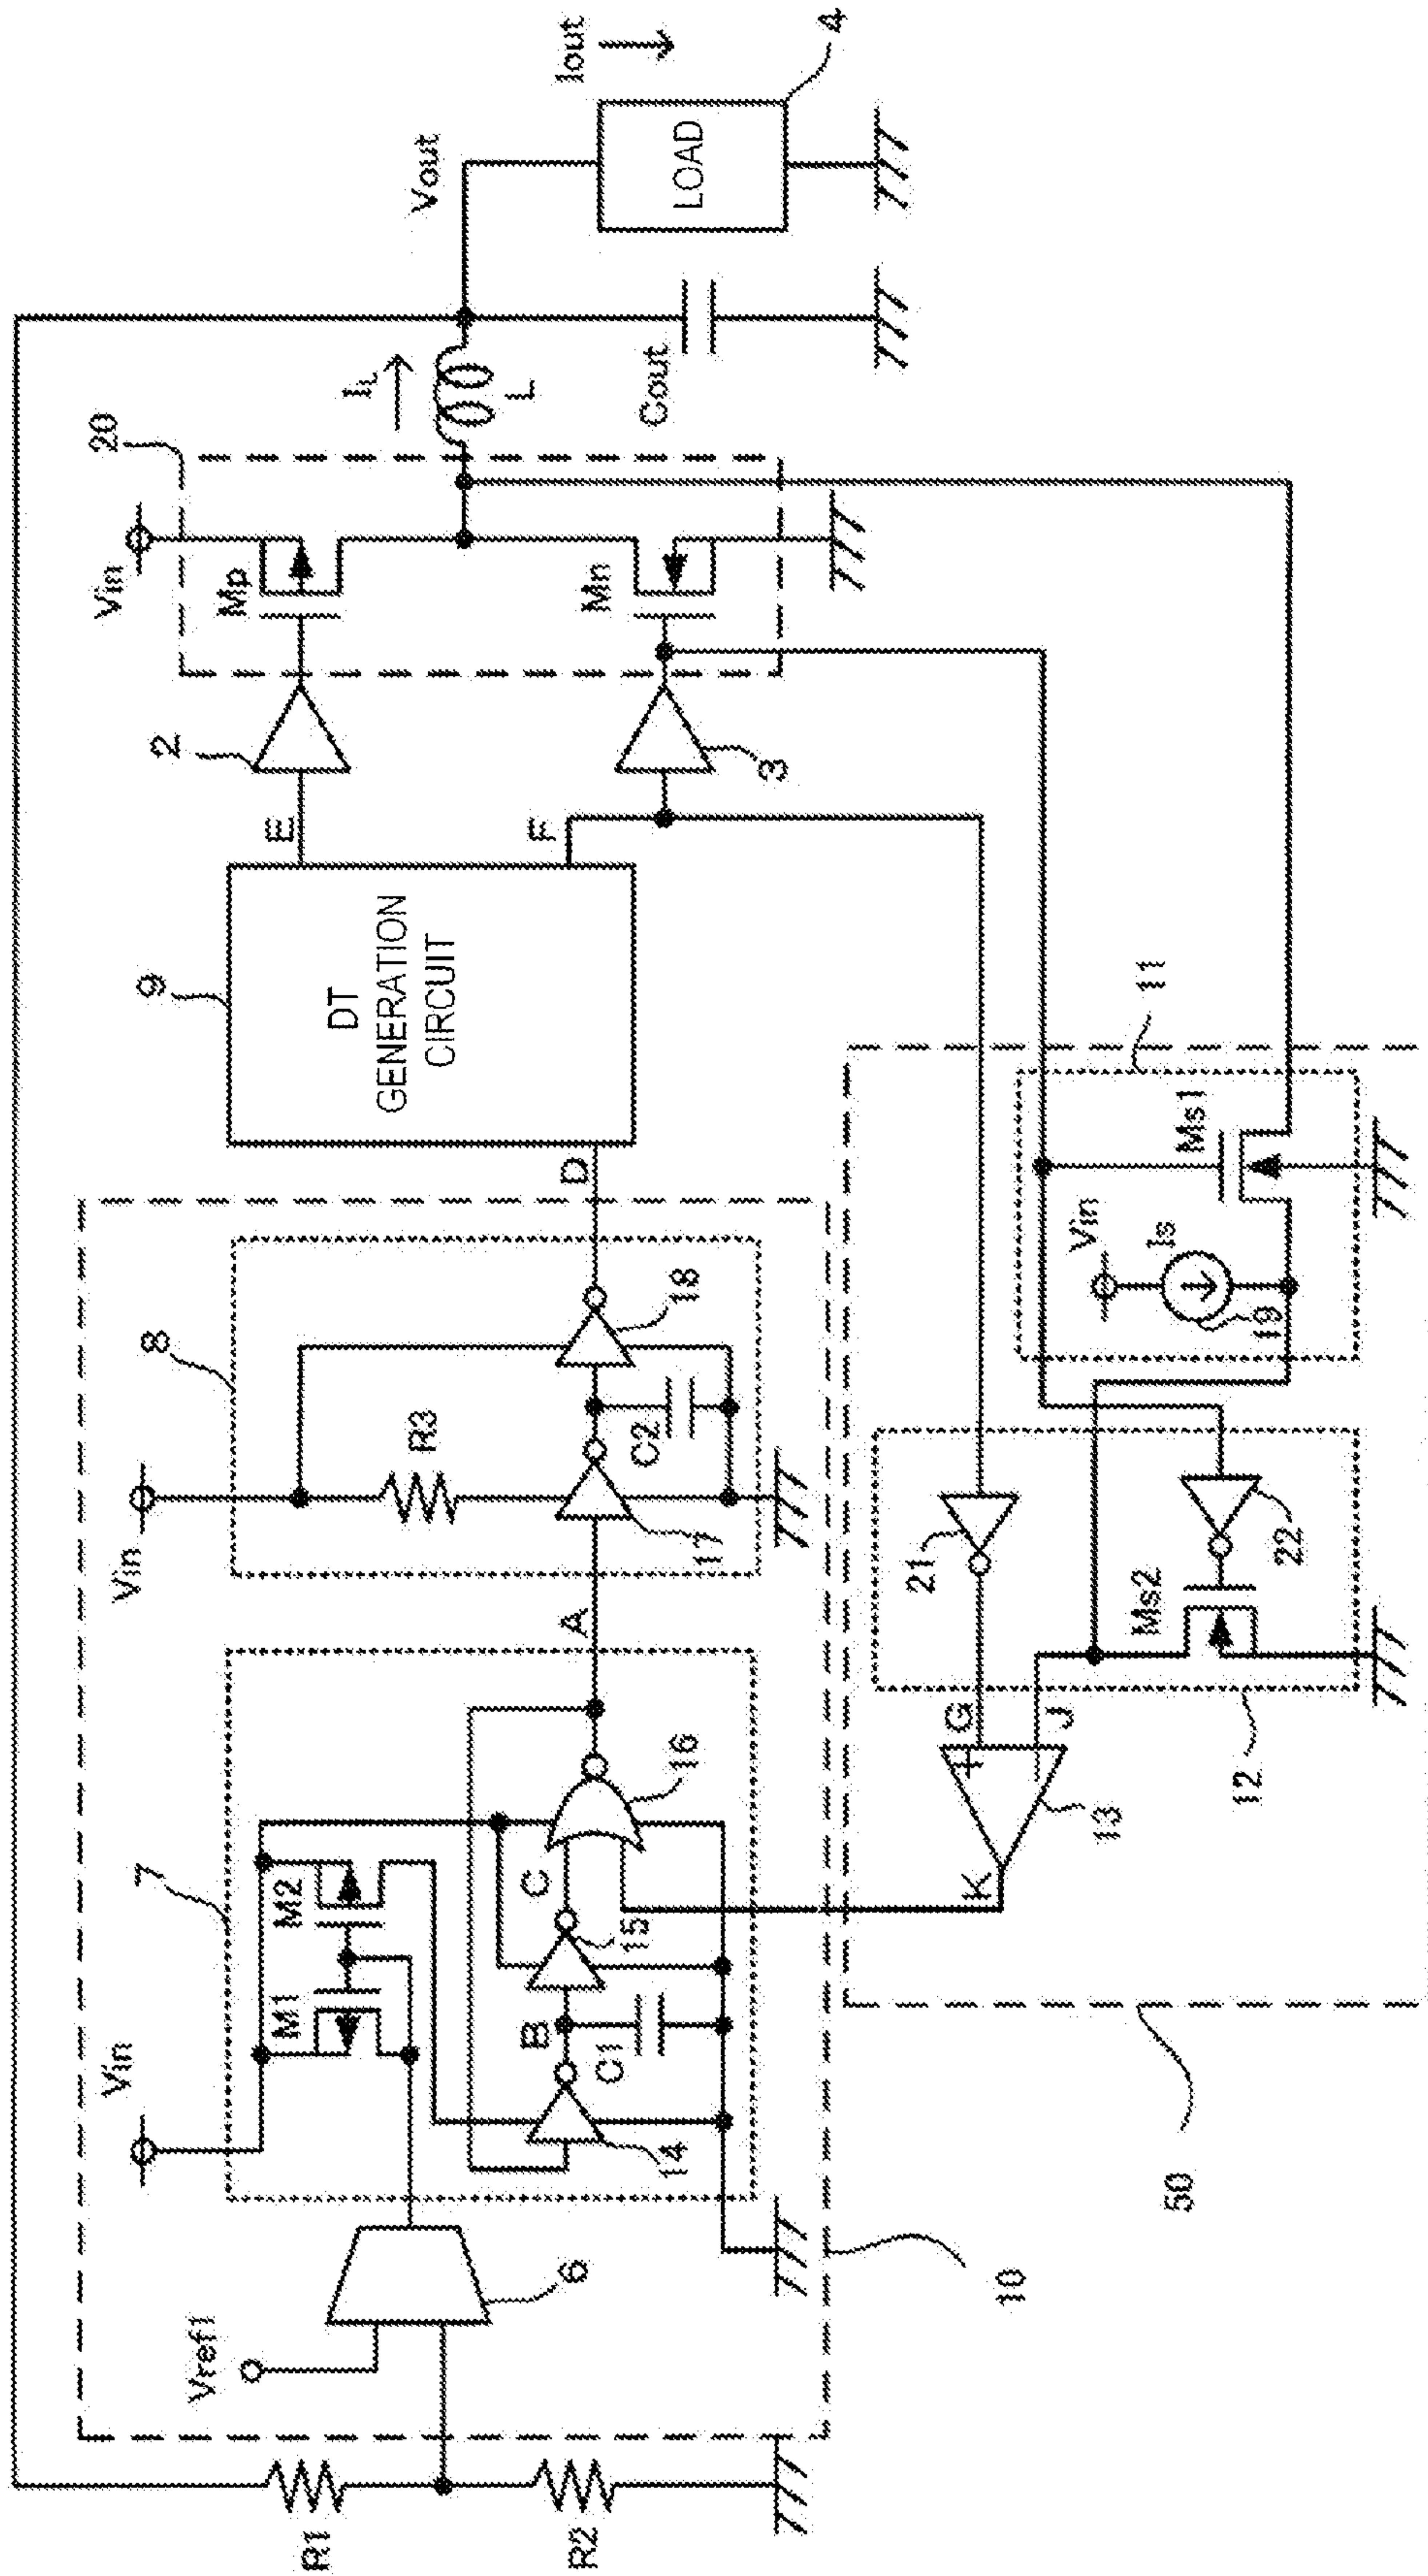 Vin
20
Vout
Iout
Mp
IL
L
LOAD
4
Cout
Mn
2
3
E
F
9
DT
GENERATION
CIRCUIT
D
Vin
8
R3
17
C2
18
A
Vin
7
M1
M2
14
B
C1
15
C
16
Vref1
6
R1
R2
10
11
Vin
Is
19
Ms1
21
22
Ms2
12
G
+
J
-
13
K
50